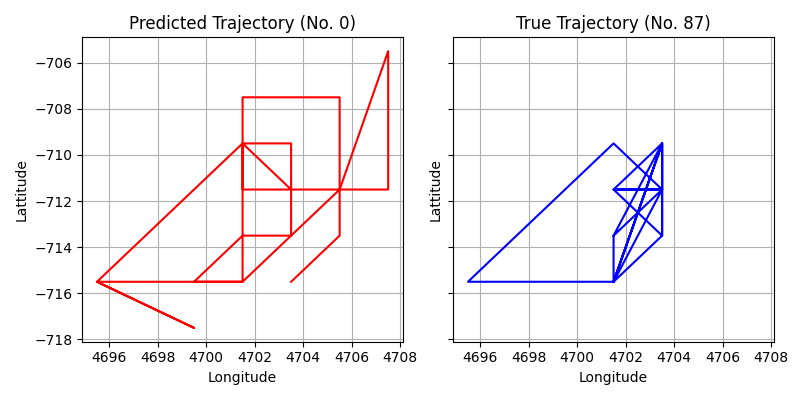 Predicted Trajectory (No. 0)
True Trajectory (No. 87)
Lattitude
−706
−708
−710
−712
−714
−716
−718
4696 4698 4700 4702 4704 4706 4708
Longitude
Lattitude
4696 4698 4700 4702 4704 4706 4708
Longitude